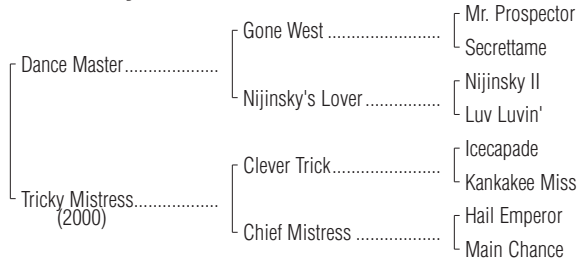 Mr. Prospector
Gone West ....................
Secrettame
Dance Master....................
Nijinsky II
Nijinsky's Lover ................
Luv Luvin'
Icecapade
Clever Trick.......................
Kankakee Miss
Tricky Mistress..................
(2000)
Hail Emperor
Chief Mistress ..................
Main Chance